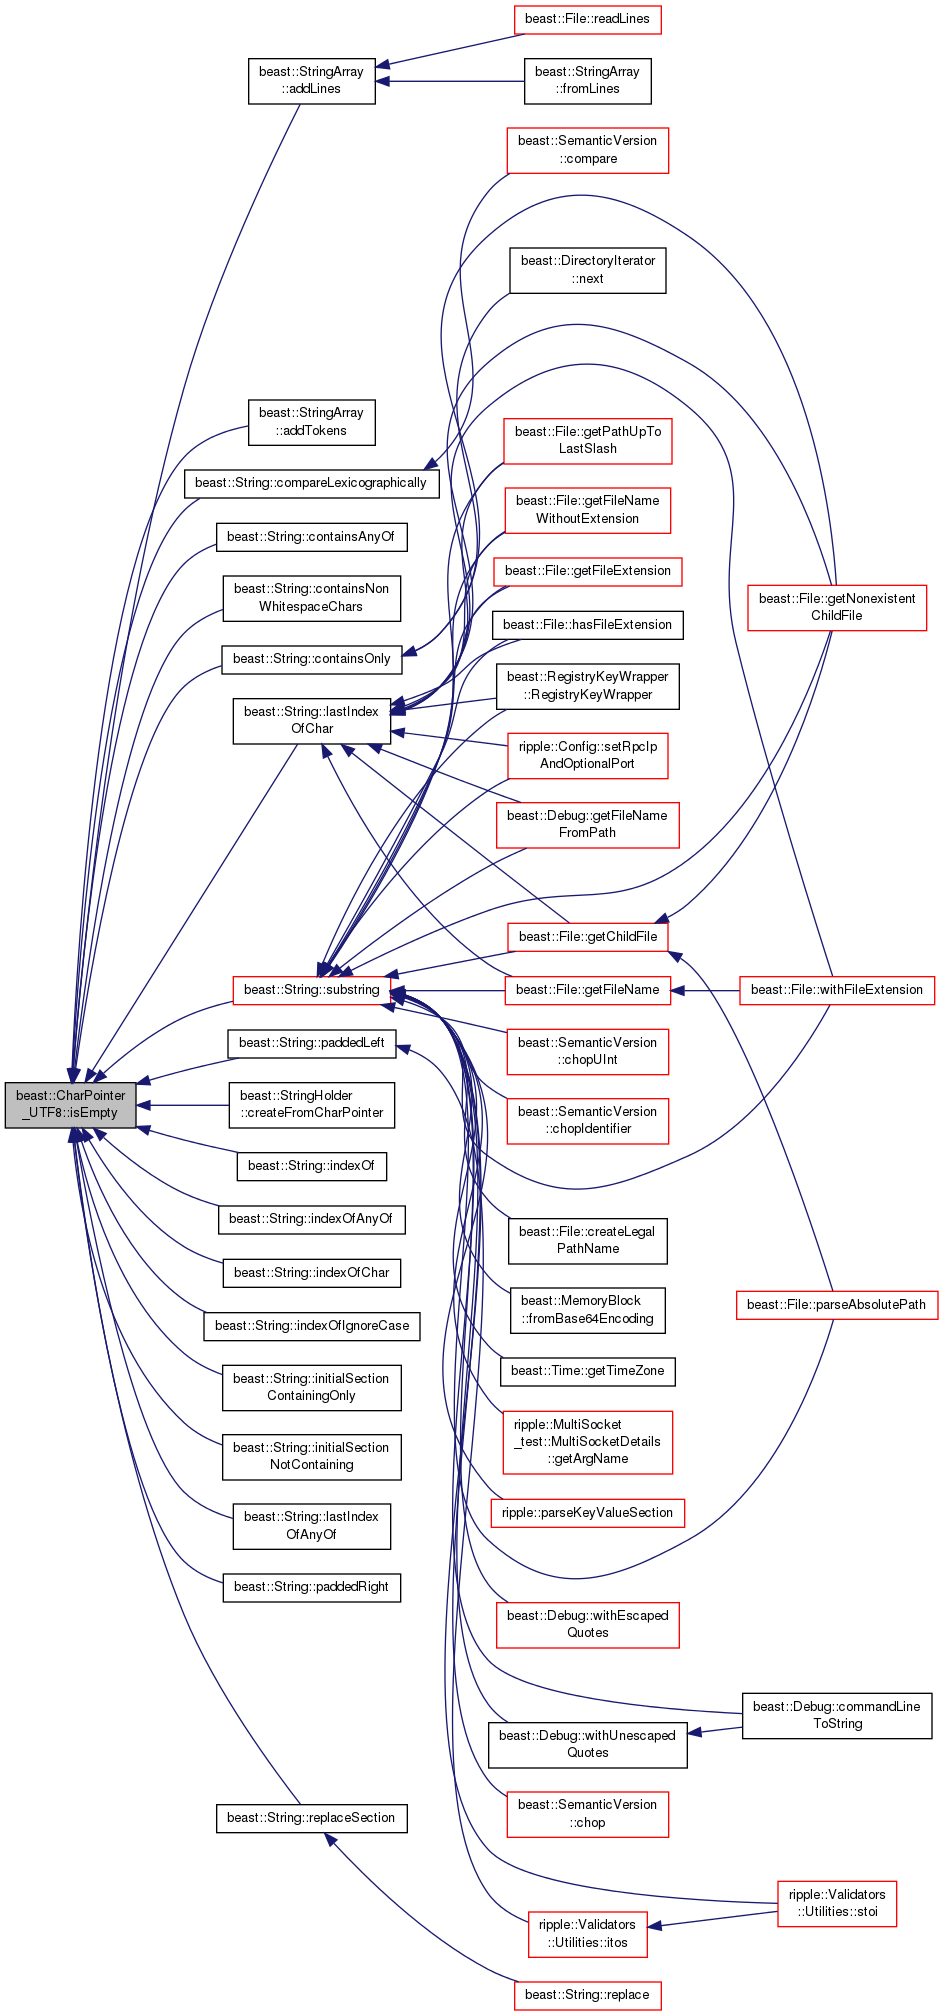 beast::File::readLines
beast::StringArray
::addLines
beast::StringArray
::fromLines
beast::SemanticVersion
::compare
beast::DirectoryIterator
::next
beast::StringArray
::addTokens
beast::File::getPathUpTo
LastSlash
beast::String::compareLexicographically
beast::File::getFileName
WithoutExtension
beast::String::containsAnyOf
beast::File::getFileExtension
beast::String::containsNon
WhitespaceChars
beast::File::getNonexistent
ChildFile
beast::File::hasFileExtension
beast::String::containsOnly
beast::RegistryKeyWrapper
::RegistryKeyWrapper
beast::String::lastIndex
OfChar
ripple::Config::setRpcIp
AndOptionalPort
beast::Debug::getFileName
FromPath
beast::File::getChildFile
beast::String::substring
beast::File::getFileName
beast::File::withFileExtension
beast::String::paddedLeft
beast::SemanticVersion
::chopUInt
beast::CharPointer
_UTF8::isEmpty
beast::StringHolder
::createFromCharPointer
beast::SemanticVersion
::chopIdentifier
beast::String::indexOf
beast::String::indexOfAnyOf
beast::File::createLegal
PathName
beast::String::indexOfChar
beast::MemoryBlock
::fromBase64Encoding
beast::File::parseAbsolutePath
beast::String::indexOfIgnoreCase
beast::Time::getTimeZone
beast::String::initialSection
ContainingOnly
ripple::MultiSocket
_test::MultiSocketDetails
::getArgName
beast::String::initialSection
NotContaining
ripple::parseKeyValueSection
beast::String::lastIndex
OfAnyOf
beast::String::paddedRight
beast::Debug::withEscaped
Quotes
beast::Debug::commandLine
ToString
beast::Debug::withUnescaped
Quotes
beast::SemanticVersion
::chop
beast::String::replaceSection
ripple::Validators
::Utilities::stoi
ripple::Validators
::Utilities::itos
beast::String::replace